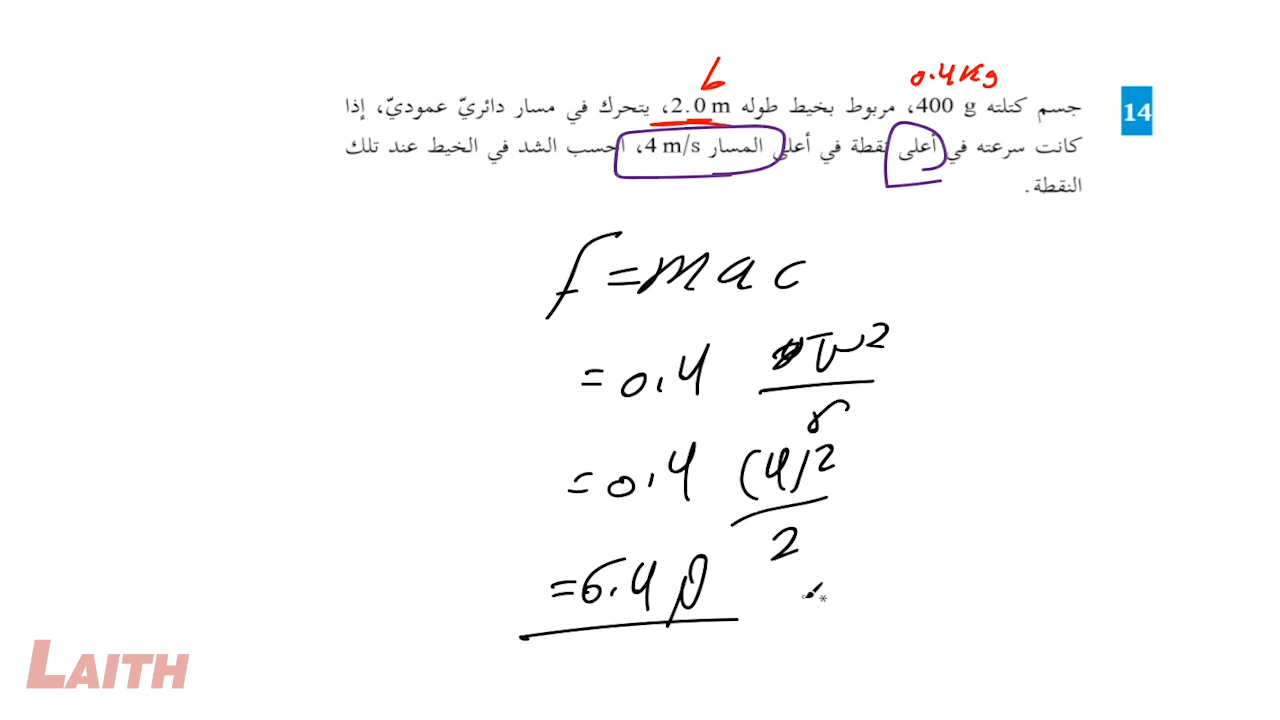 6
0.4Kg
14
جسم كتلته 400 g، مربوط بخيط طوله 2.0 m، يتحرك في مسار دائريّ عموديّ، إذا
كانت سرعته في أعلى نقطة في أعلى المسار 4 m/s، احسب الشد في الخيط عند تلك
النقطة.
f = mac
= 0.4 v²/r
= 0.4 (4)²/2
= 6.4
LAITH